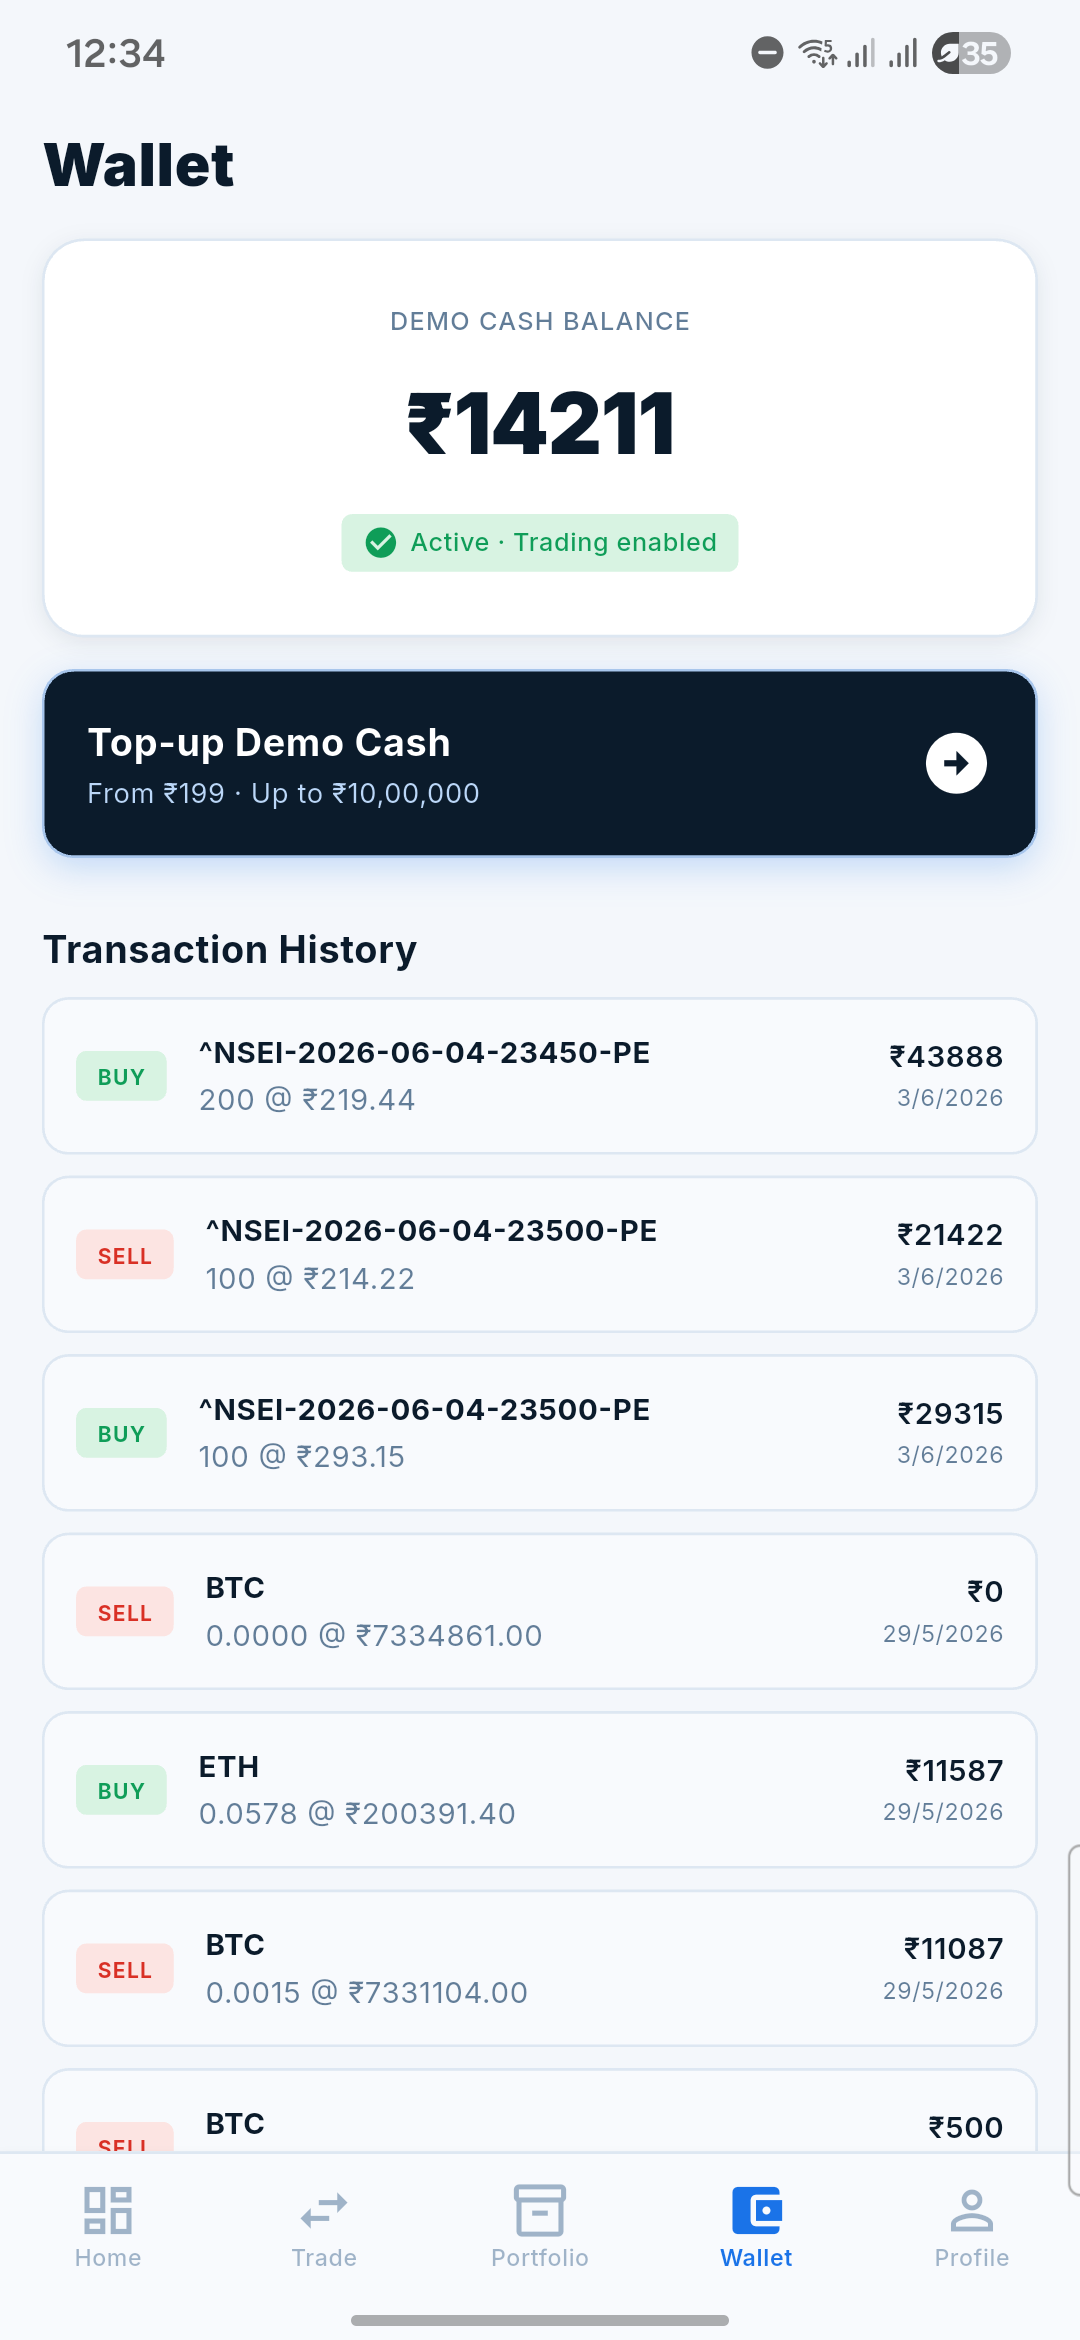 12:34
5
35
Wallet
DEMO CASH BALANCE
₹14211
Active · Trading enabled
Top-up Demo Cash
From ₹199 · Up to ₹10,00,000
Transaction History
BUY
^NSEI-2026-06-04-23450-PE
200 @ ₹219.44
₹43888
3/6/2026
SELL
^NSEI-2026-06-04-23500-PE
100 @ ₹214.22
₹21422
3/6/2026
BUY
^NSEI-2026-06-04-23500-PE
100 @ ₹293.15
₹29315
3/6/2026
SELL
BTC
0.0000 @ ₹7334861.00
₹0
29/5/2026
BUY
ETH
0.0578 @ ₹200391.40
₹11587
29/5/2026
SELL
BTC
0.0015 @ ₹7331104.00
₹11087
29/5/2026
SELL
BTC
₹500
Home
Trade
Portfolio
Wallet
Profile